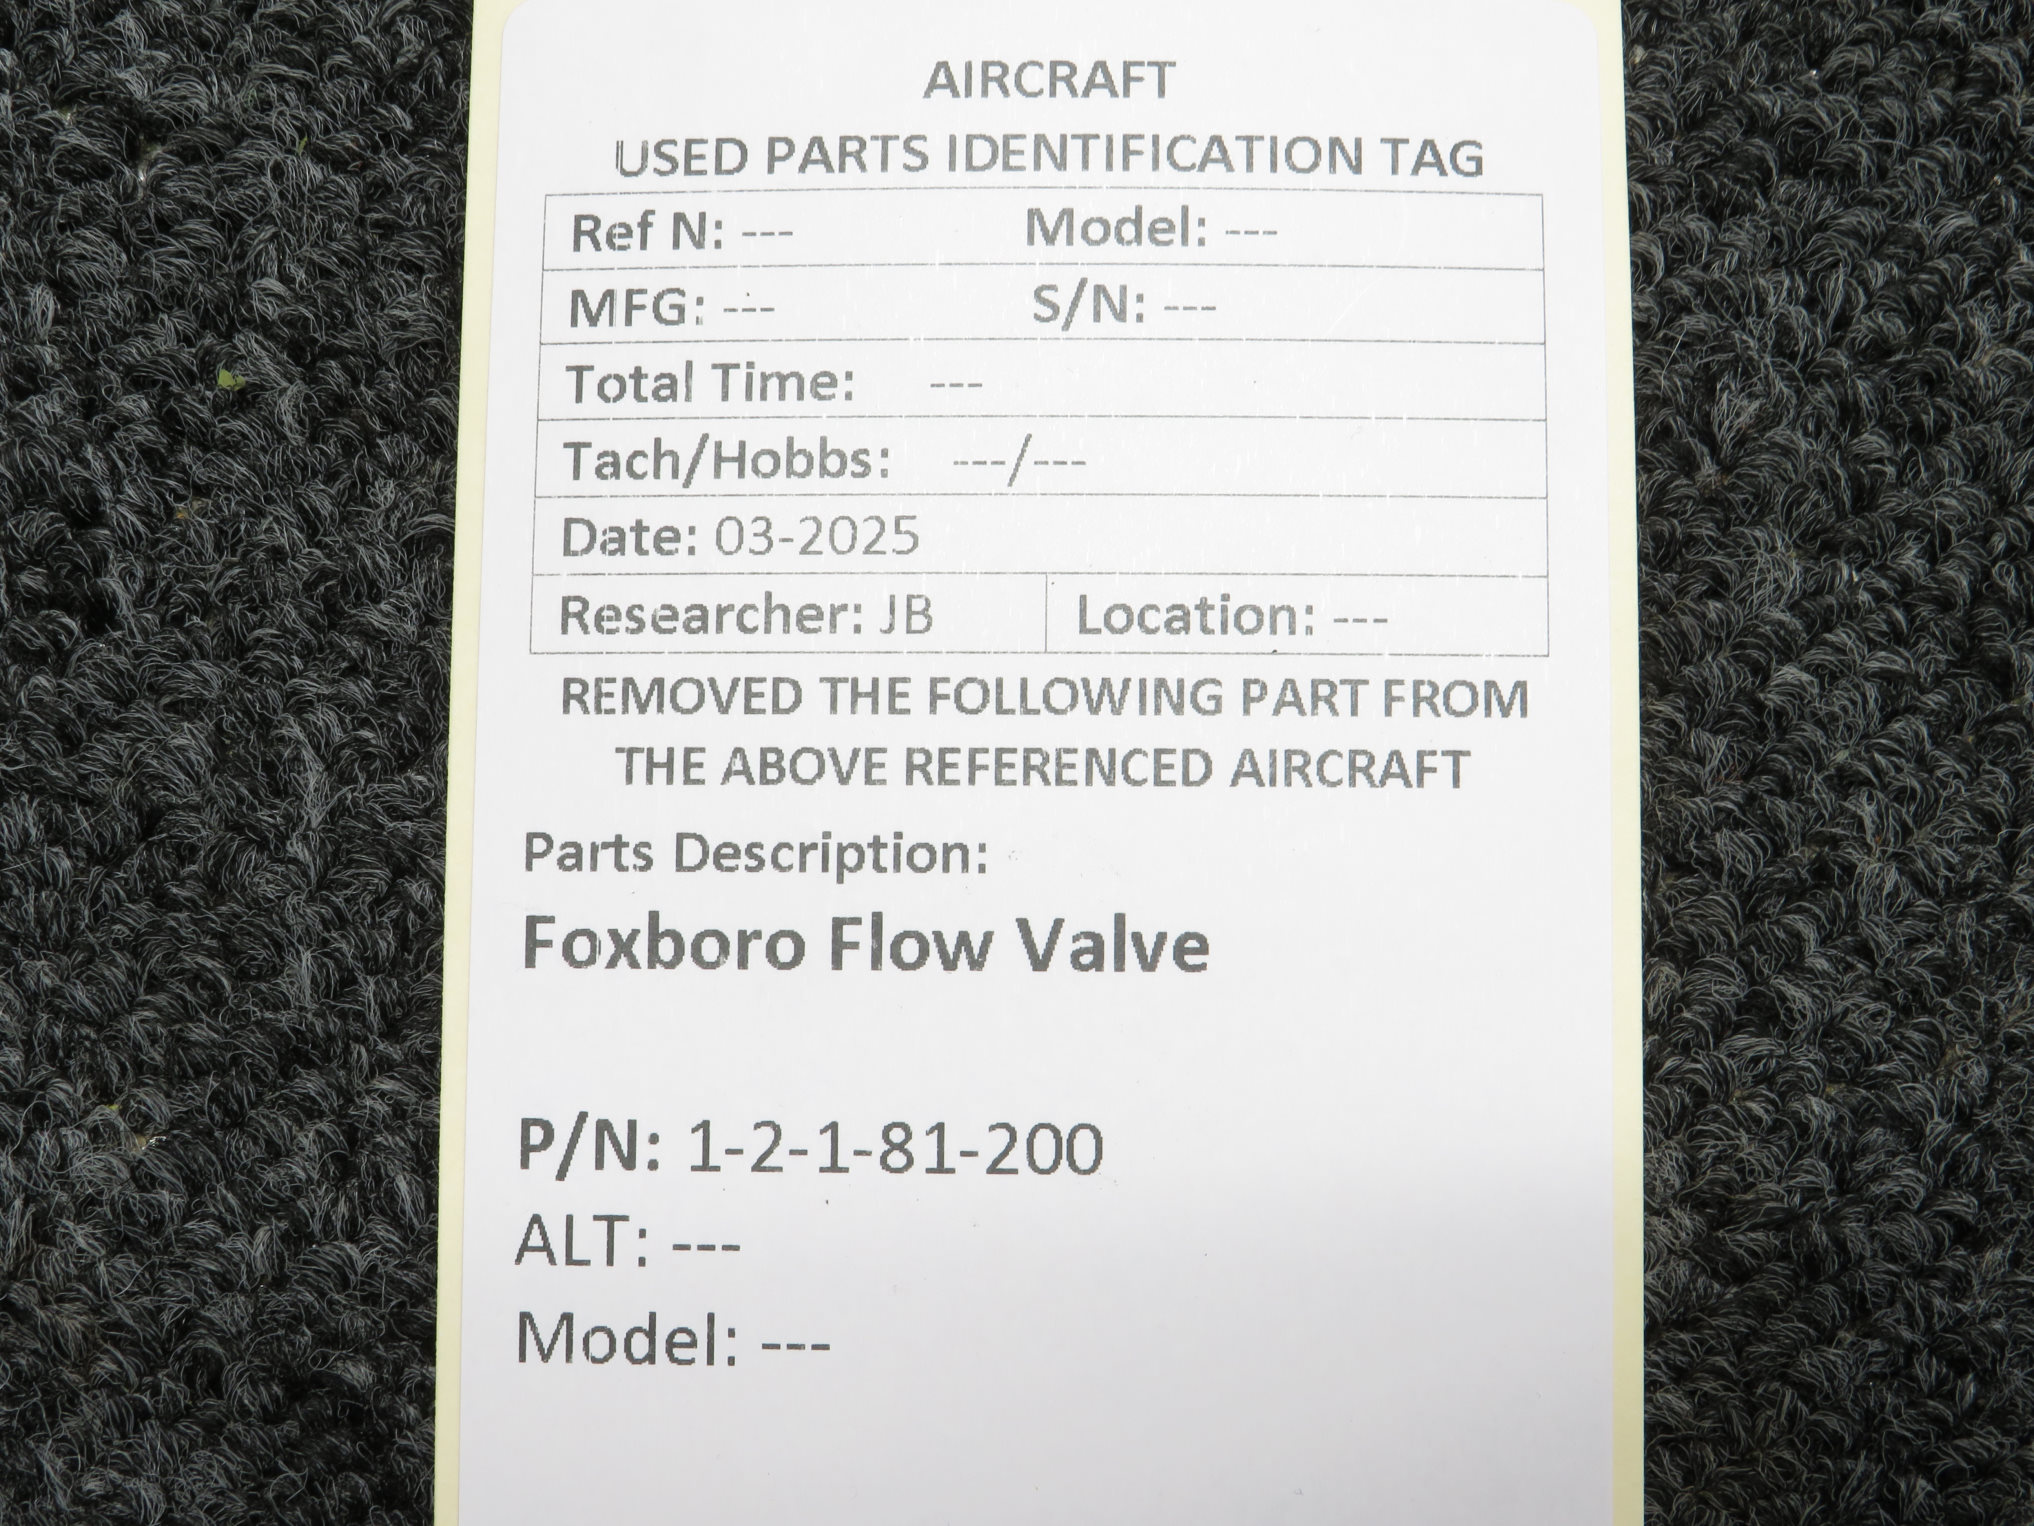 AIRCRAFT
USED PARTS IDENTIFICATION TAG
Ref N: --- Model: ---
MFG: --- S/N: ---
Total Time: ---
Tach/Hobbs: ---/---
Date: 03-2025
Researcher: JB Location: ---
REMOVED THE FOLLOWING PART FROM
THE ABOVE REFERENCED AIRCRAFT
Parts Description:
Foxboro Flow Valve
P/N: 1-2-1-81-200
ALT: ---
Model: ---